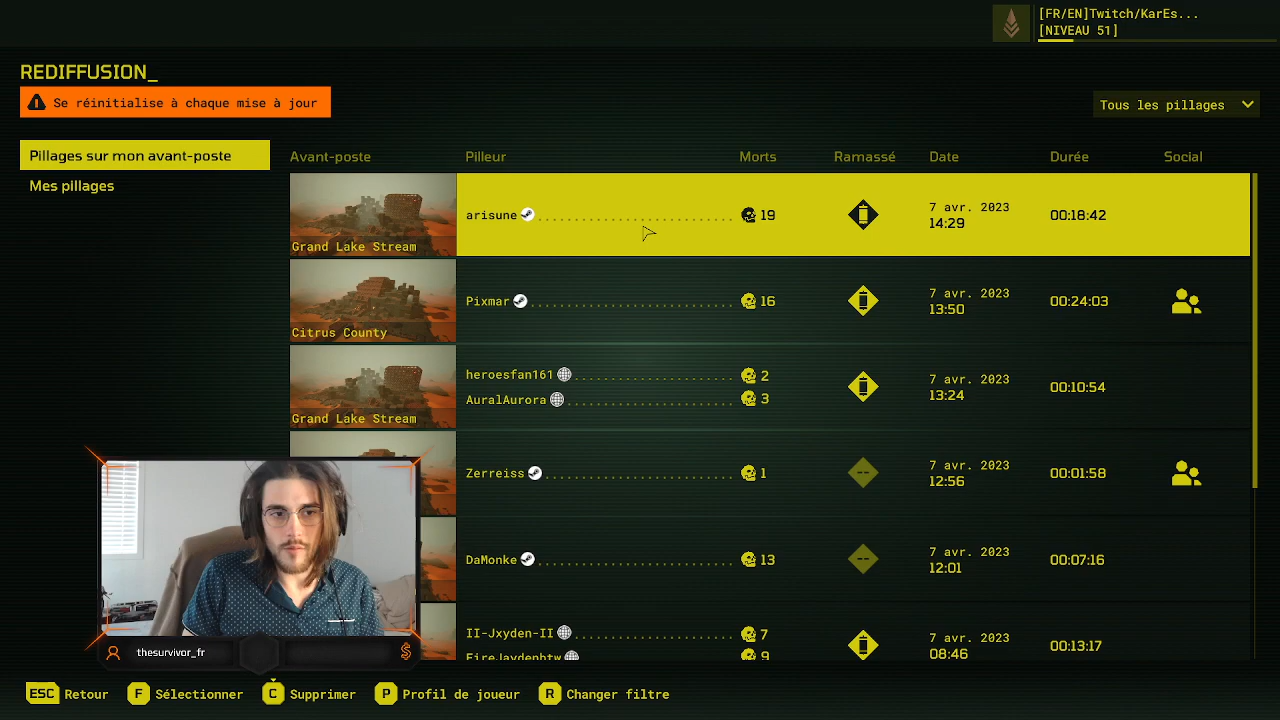 [FR/EN]Twitch/KarEs...
[NIVEAU 51]
REDIFFUSION_
Se réinitialise à chaque mise à jour
Tous les pillages
Pillages sur mon avant-poste
Mes pillages
Avant-poste Pilleur Morts Ramassé Date Durée Social
arisune 19 7 avr. 2023 14:29 00:18:42
Grand Lake Stream
Pixmar 16 7 avr. 2023 13:50 00:24:03
Citrus County
heroesfan161 2
AuralAurora 3
7 avr. 2023 13:24 00:10:54
Grand Lake Stream
Zerreiss 1 7 avr. 2023 12:56 00:01:58
DaMonke 13 7 avr. 2023 12:01 00:07:16
II-Jxyden-II 7
FireJaydenbtw 9
7 avr. 2023 08:46 00:13:17
thesurvivor_fr
ESC Retour F Sélectionner C Supprimer P Profil de joueur R Changer filtre